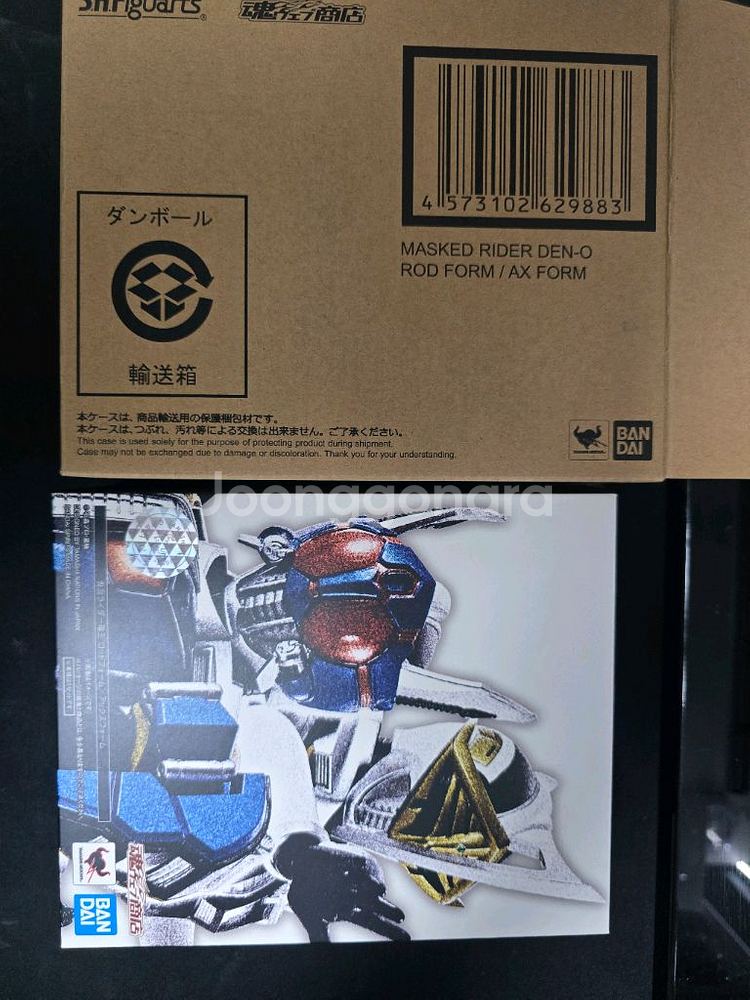 S.H.Figuarts®
魂ウェブ商店
4 573102 629883
MASKED RIDER DEN-O
ROD FORM / AX FORM
ダンボール
輸送箱
本ケースは、商品輸送用の保護梱包材です。
本ケースは、つぶれ、汚れ等による交換は出来ません。ご了承ください。
This case is used solely for the purpose of protecting product during shipment.
Case may not be exchanged due to damage or discoloration. Thank you for your understanding.
BAN
DAI
Joonggonara
BAN
DAI
魂ウェブ商店